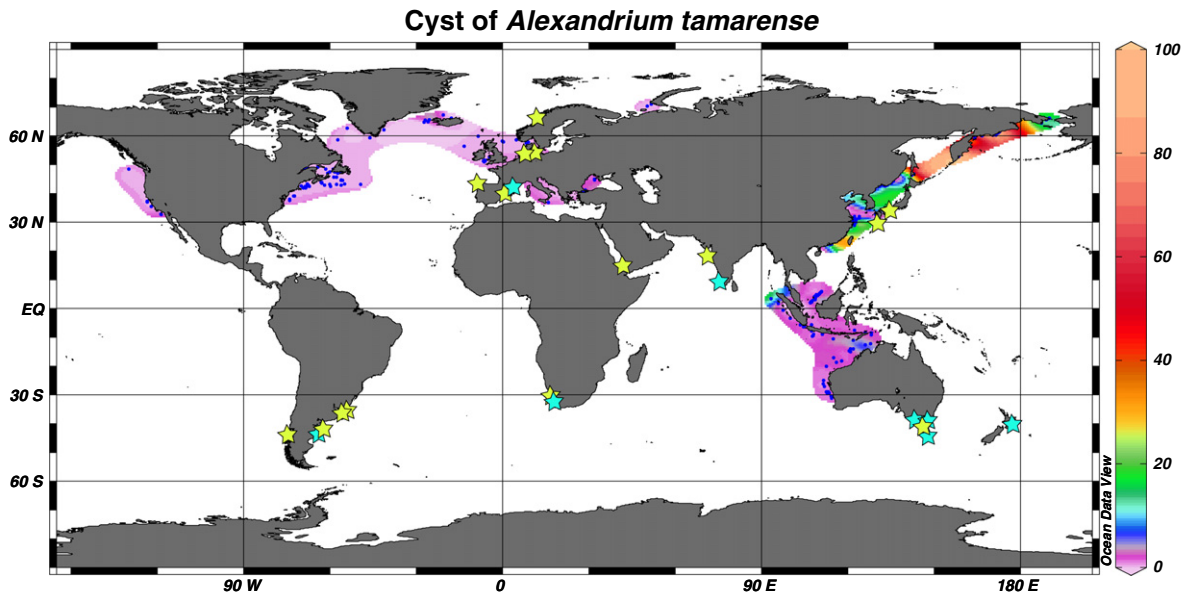 Cyst of Alexandrium tamarense
60 N
30 N
EQ
30 S
60 S
90 W
0
90 E
180 E
100
80
60
40
20
0
Ocean Data View